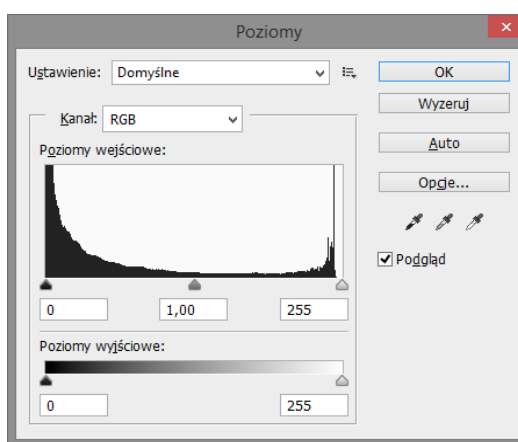 Poziomy
Ustawienie: Domyślne
OK
Wyzeruj
Kanał: RGB
Auto
Poziomy wejściowe:
Opcje...
Podgląd
0 1,00 255
Poziomy wyjściowe:
0 255